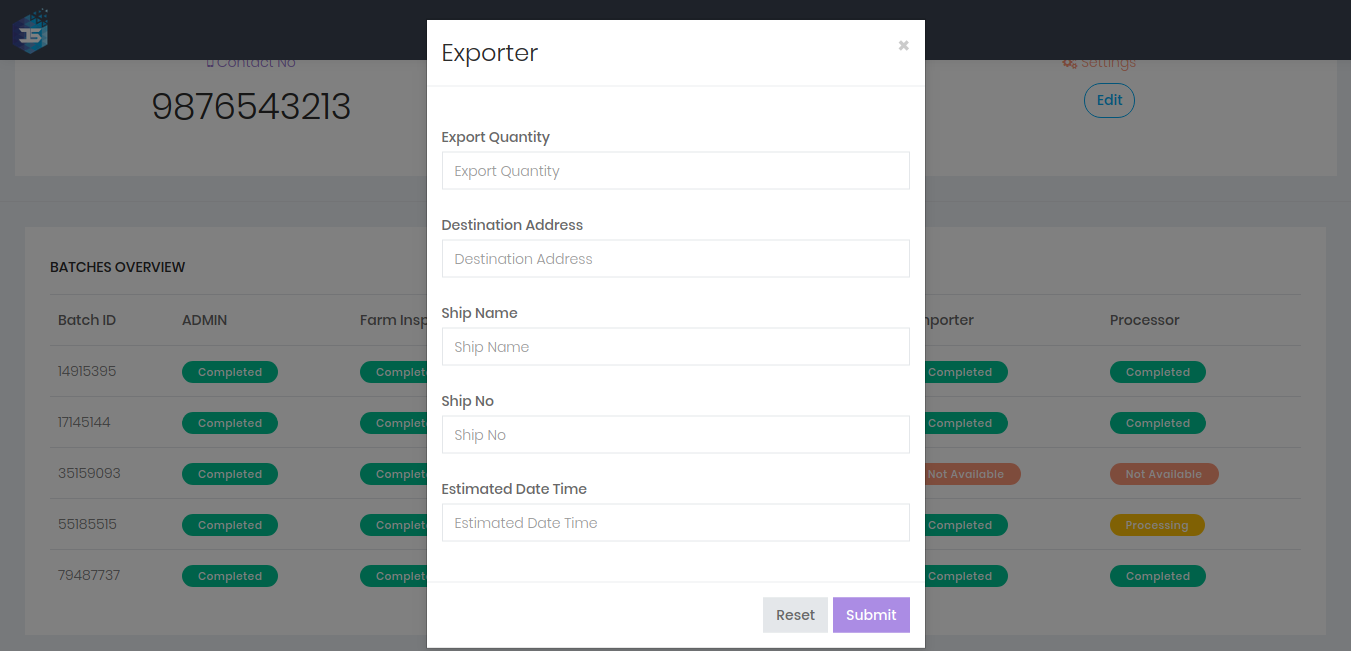 Contact No
Settings
9876543213
Edit
Exporter
×
Export Quantity
Export Quantity
Destination Address
Destination Address
Ship Name
Ship Name
Ship No
Ship No
Estimated Date Time
Estimated Date Time
Reset Submit
BATCHES OVERVIEW
Batch ID ADMIN Farm Insp porter Processor
14915395 Completed Complet Completed Completed
17145144 Completed Complet Completed Completed
35159093 Completed Complet Not Available Not Available
55185515 Completed Complet Completed Processing
79487737 Completed Complet Completed Completed